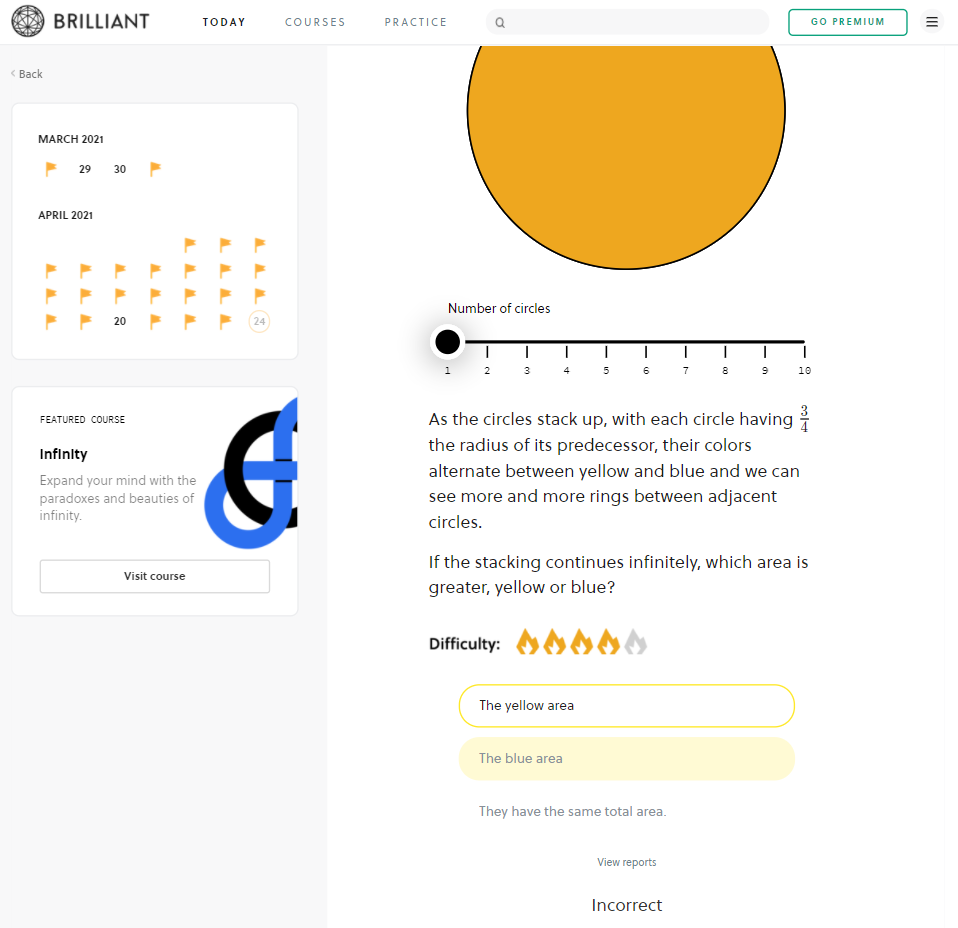 BRILLIANT
TODAY COURSES PRACTICE
GO PREMIUM
Back
MARCH 2021
29 30
APRIL 2021
20 24
FEATURED COURSE
Infinity
Expand your mind with the
paradoxes and beauties of
infinity.
Visit course
Number of circles
1 2 3 4 5 6 7 8 9 10
As the circles stack up, with each circle having 3/4
the radius of its predecessor, their colors
alternate between yellow and blue and we can
see more and more rings between adjacent
circles.
If the stacking continues infinitely, which area is
greater, yellow or blue?
Difficulty:
The yellow area
The blue area
They have the same total area.
View reports
Incorrect